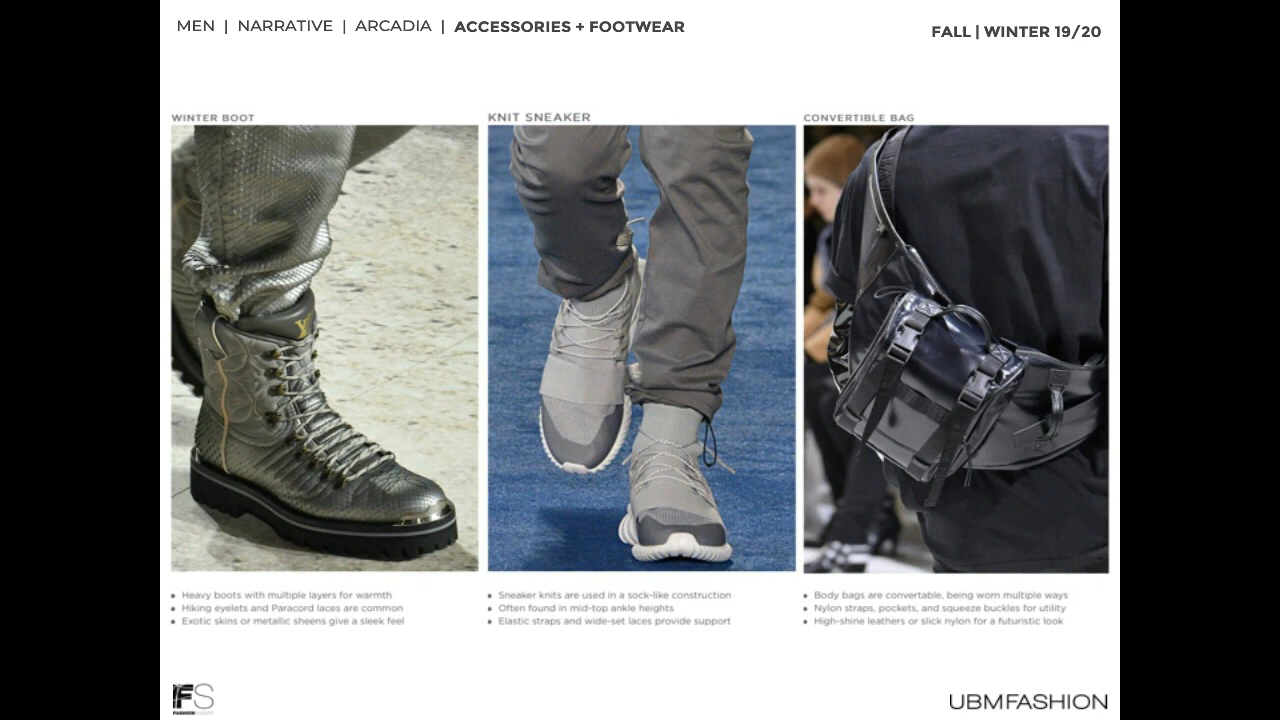 MEN | NARRATIVE | ARCADIA | ACCESSORIES + FOOTWEAR
FALL | WINTER 19/20
WINTER BOOT
KNIT SNEAKER
CONVERTIBLE BAG
• Heavy boots with multiple layers for warmth
• Hiking eyelets and Paracord laces are common
• Exotic skins or metallic sheens give a sleek feel
• Sneaker knits are used in a sock-like construction
• Often found in mid-top ankle heights
• Elastic straps and wide-set laces provide support
• Body bags are convertable, being worn multiple ways
• Nylon straps, pockets, and squeeze buckles for utility
• High-shine leathers or slick nylon for a futuristic look
FS
FASHION
UBMFASHION